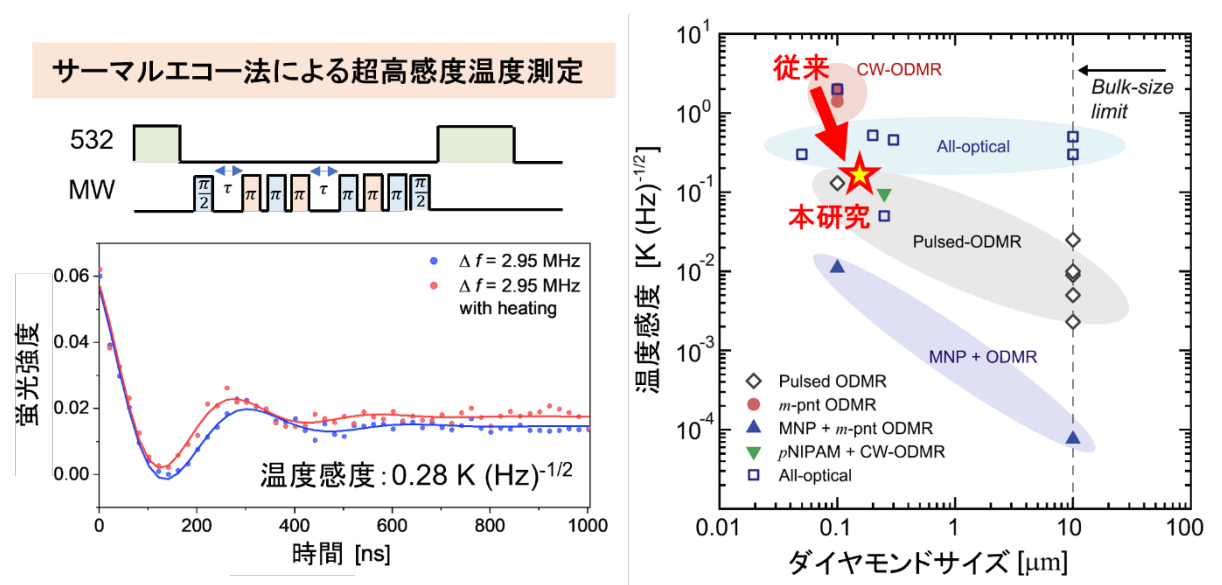 サーマルエコー法による超高感度温度測定
532
MW
π/2
τ
π
π
π
τ
π
π
π
π/2
Δ f = 2.95 MHz
Δ f = 2.95 MHz
with heating
0.06
0.04
0.02
0.00
蛍光強度
温度感度：0.28 K (Hz)-1/2
0
200
400
600
800
1000
時間 [ns]
温度感度 [K (Hz)-1/2]
10^1
10^0
10^-1
10^-2
10^-3
10^-4
従来
CW-ODMR
Bulk-size
limit
All-optical
本研究
Pulsed-ODMR
MNP + ODMR
Pulsed ODMR
m-pnt ODMR
MNP + m-pnt ODMR
pNIPAM + CW-ODMR
All-optical
0.01
0.1
1
10
100
ダイヤモンドサイズ [μm]